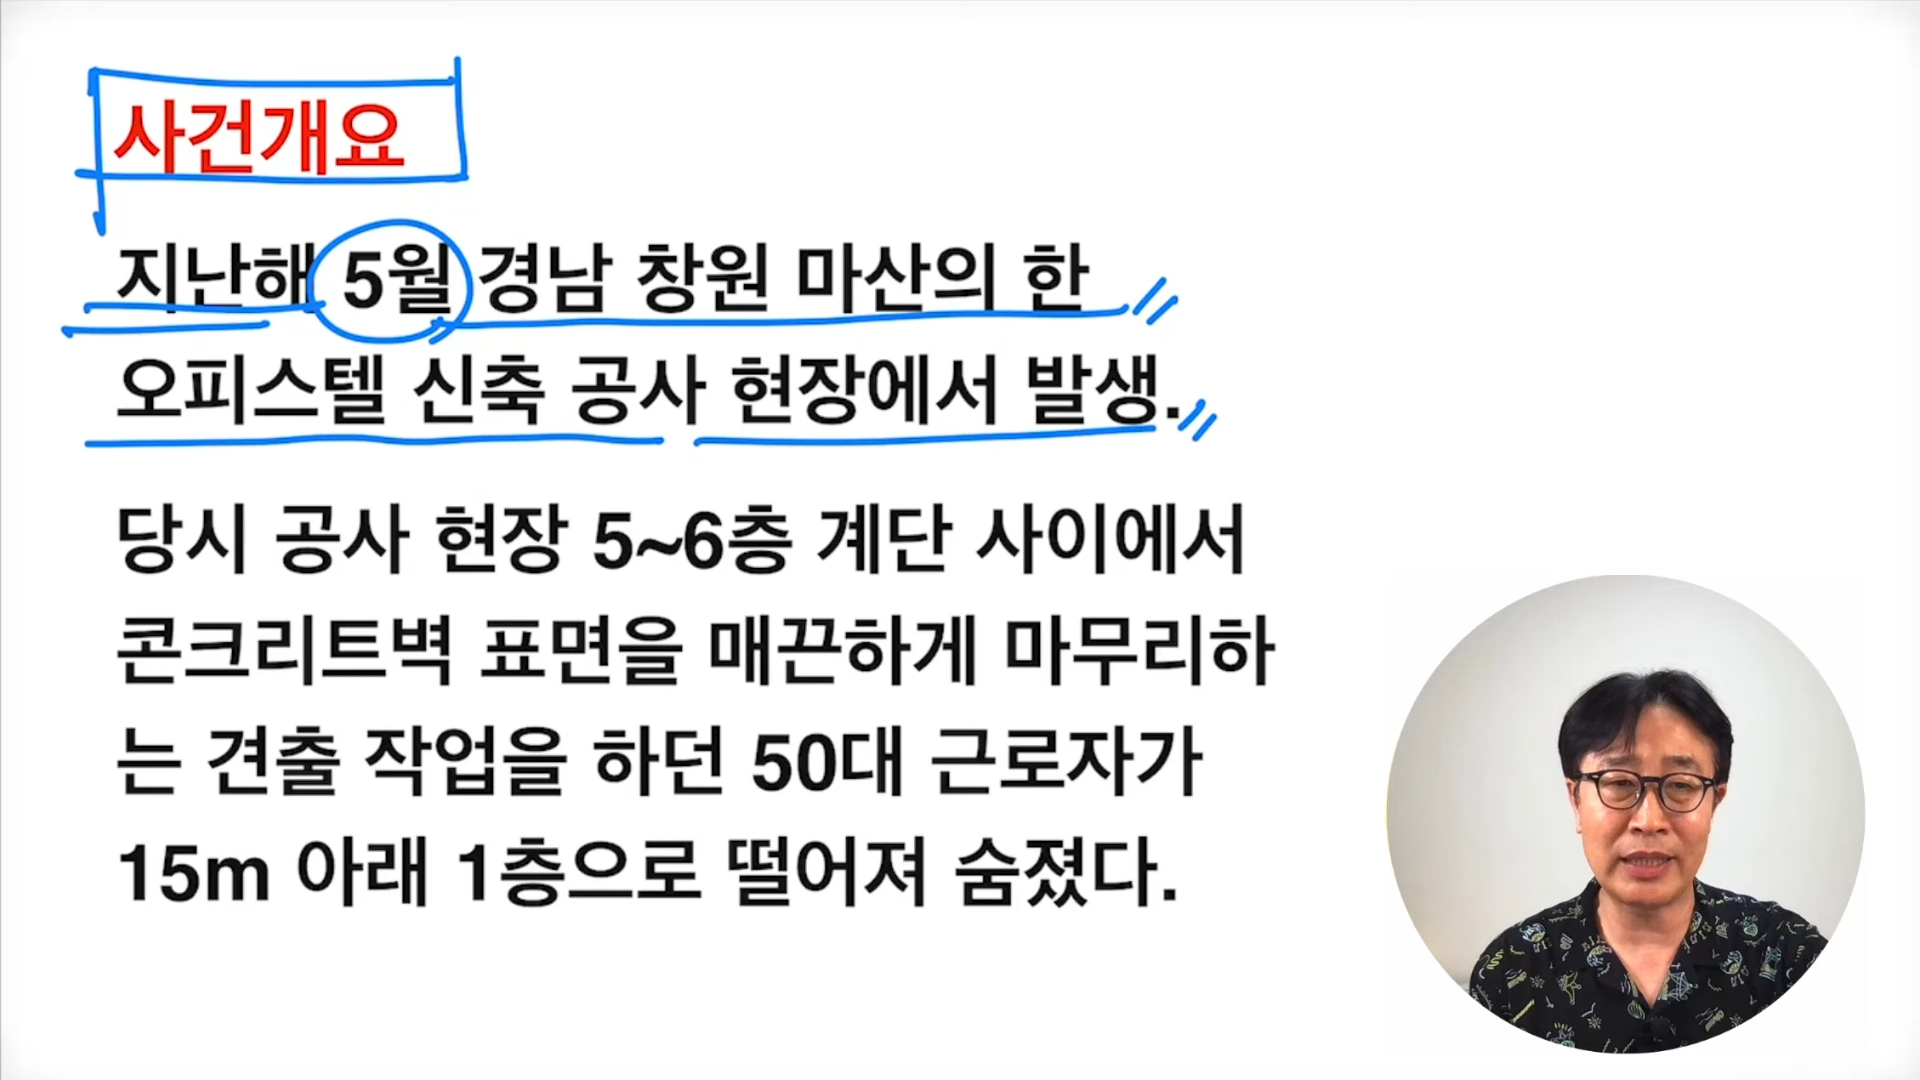 사건개요
지난해 5월 경남 창원 마산의 한
오피스텔 신축 공사 현장에서 발생.
당시 공사 현장 5~6층 계단 사이에서
콘크리트벽 표면을 매끈하게 마무리하
는 견출 작업을 하던 50대 근로자가
15m 아래 1층으로 떨어져 숨졌다.